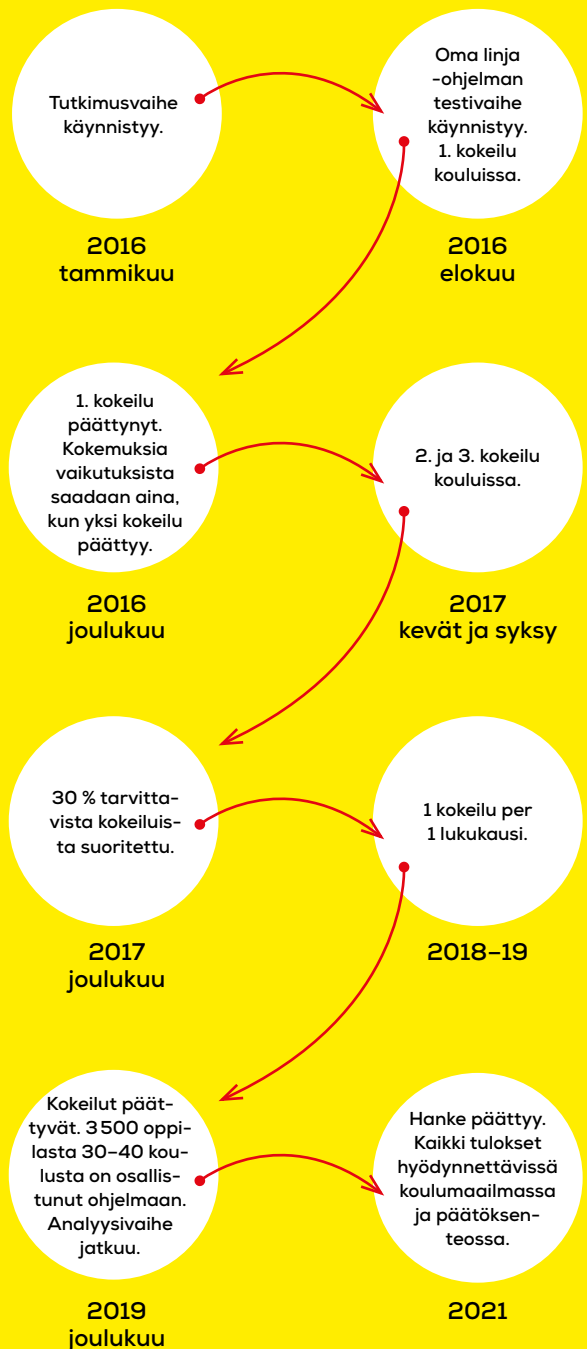 Tutkimusvaihe
käynnistyy.
2016
tammikuu
Oma linja
-ohjelman
testivaihe
käynnistyy.
1. kokeilu
kouluissa.
2016
elokuu
1. kokeilu
päättynyt.
Kokemuksia
vaikutuksista
saadaan aina,
kun yksi kokeilu
päättyy.
2016
joulukuu
2. ja 3. kokeilu
kouluissa.
2017
kevät ja syksy
30 % tarvitta-
vista kokeiluis-
ta suoritettu.
2017
joulukuu
1 kokeilu per
1 lukukausi.
2018–19
Kokeilut päät-
tyvät. 3 500 oppi-
lasta 30–40 kou-
lusta on osallis-
tunut ohjelmaan.
Analyysivaihe
jatkuu.
2019
joulukuu
Hanke päättyy.
Kaikki tulokset
hyödynnettävissä
koulumaailmassa
ja päätöksen-
teossa.
2021